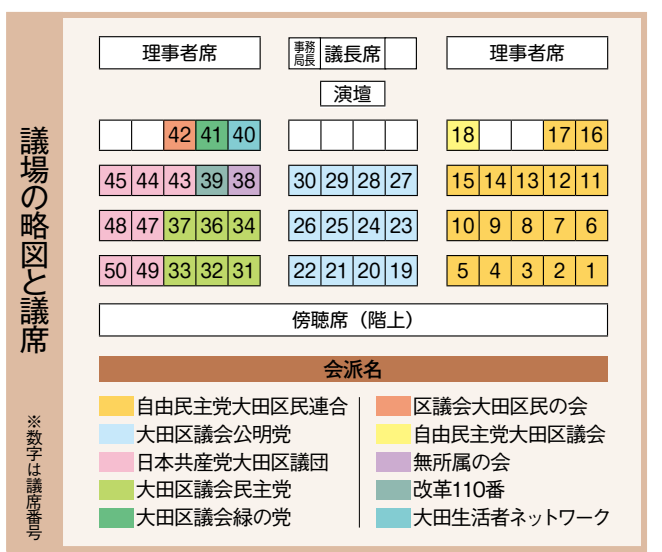 議場の略図と議席
※数字は議席番号
理事者席
事務局長
議長席
理事者席
演壇
42 41 40
18 17 16
45 44 43 39 38
30 29 28 27
15 14 13 12 11
48 47 37 36 34
26 25 24 23
10 9 8 7 6
50 49 33 32 31
22 21 20 19
5 4 3 2 1
傍聴席（階上）
会派名
自由民主党大田区民連合
大田区議会公明党
日本共産党大田区議団
大田区議会民主党
大田区議会緑の党
区議会大田区民の会
自由民主党大田区議会
無所属の会
改革110番
大田生活者ネットワーク